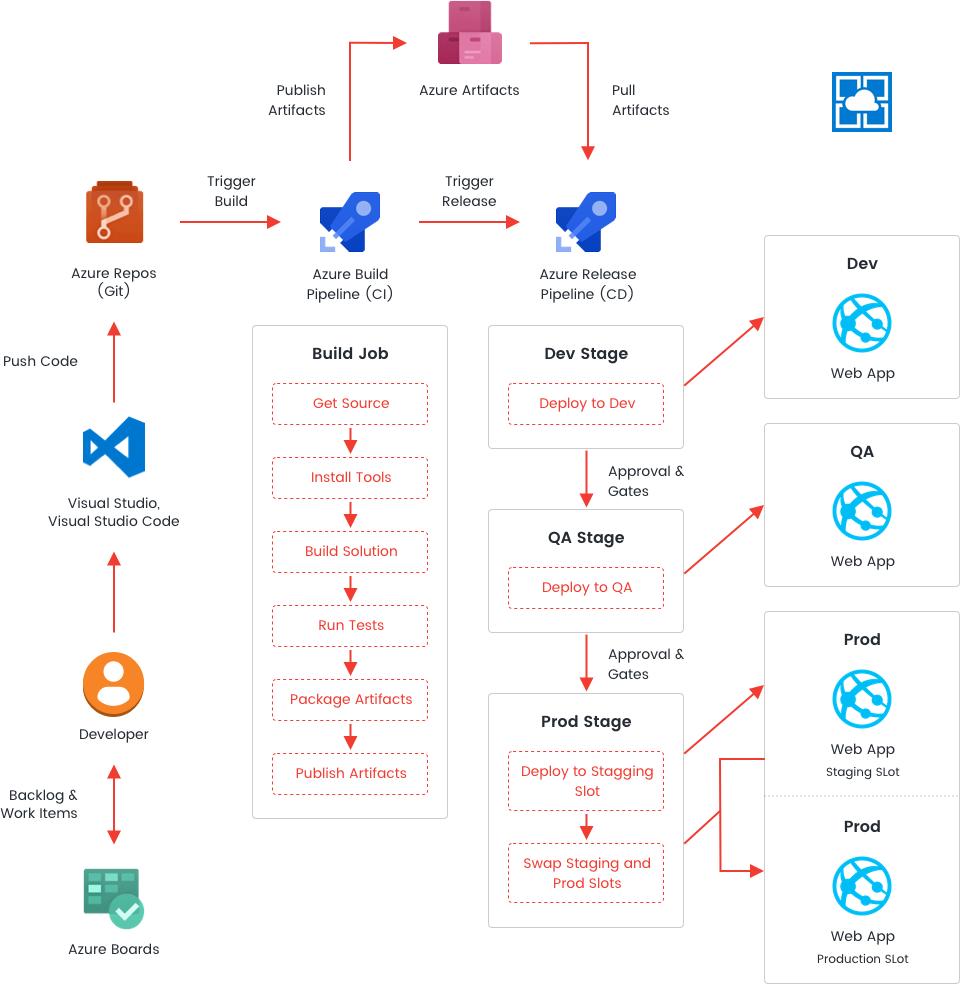 Azure Artifacts
Publish
Artifacts
Pull
Artifacts
Trigger
Build
Trigger
Release
Azure Repos
(Git)
Azure Build
Pipeline (CI)
Azure Release
Pipeline (CD)
Push Code
Visual Studio,
Visual Studio Code
Developer
Backlog &
Work Items
Azure Boards
Build Job
Get Source
Install Tools
Build Solution
Run Tests
Package Artifacts
Publish Artifacts
Dev Stage
Deploy to Dev
Approval &
Gates
QA Stage
Deploy to QA
Approval &
Gates
Prod Stage
Deploy to Stagging
Slot
Swap Staging and
Prod Slots
Dev
Web App
QA
Web App
Prod
Web App
Staging SLot
Prod
Web App
Production SLot